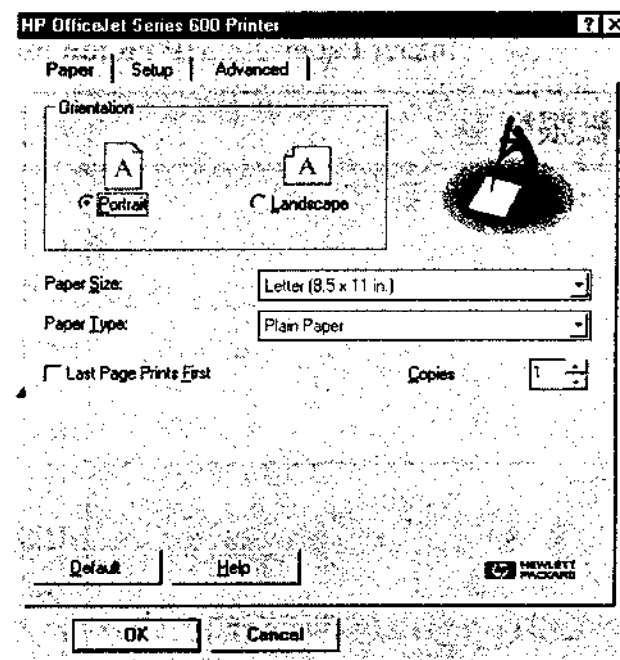 HP OfficeJet Series 600 Printer ? X
Paper Setup Advanced
Orientation
A A
Portrait Landscape
Paper Size: Letter (8.5 x 11 in.)
Paper Type: Plain Paper
Last Page Prints First Copies 1
Default Help hp HEWLETT
PACKARD
OK Cancel